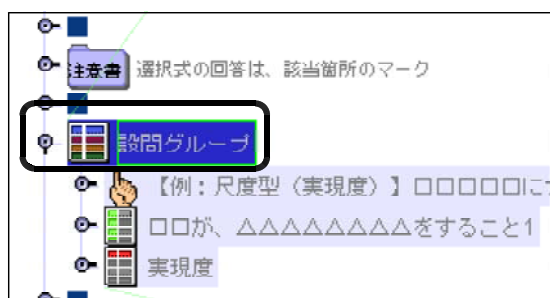 注意書 選択式の回答は、該当箇所のマーク
設問グループ
【例：尺度型（実現度）】□□□□□に
□□が、△△△△△△△△をすること1
実現度